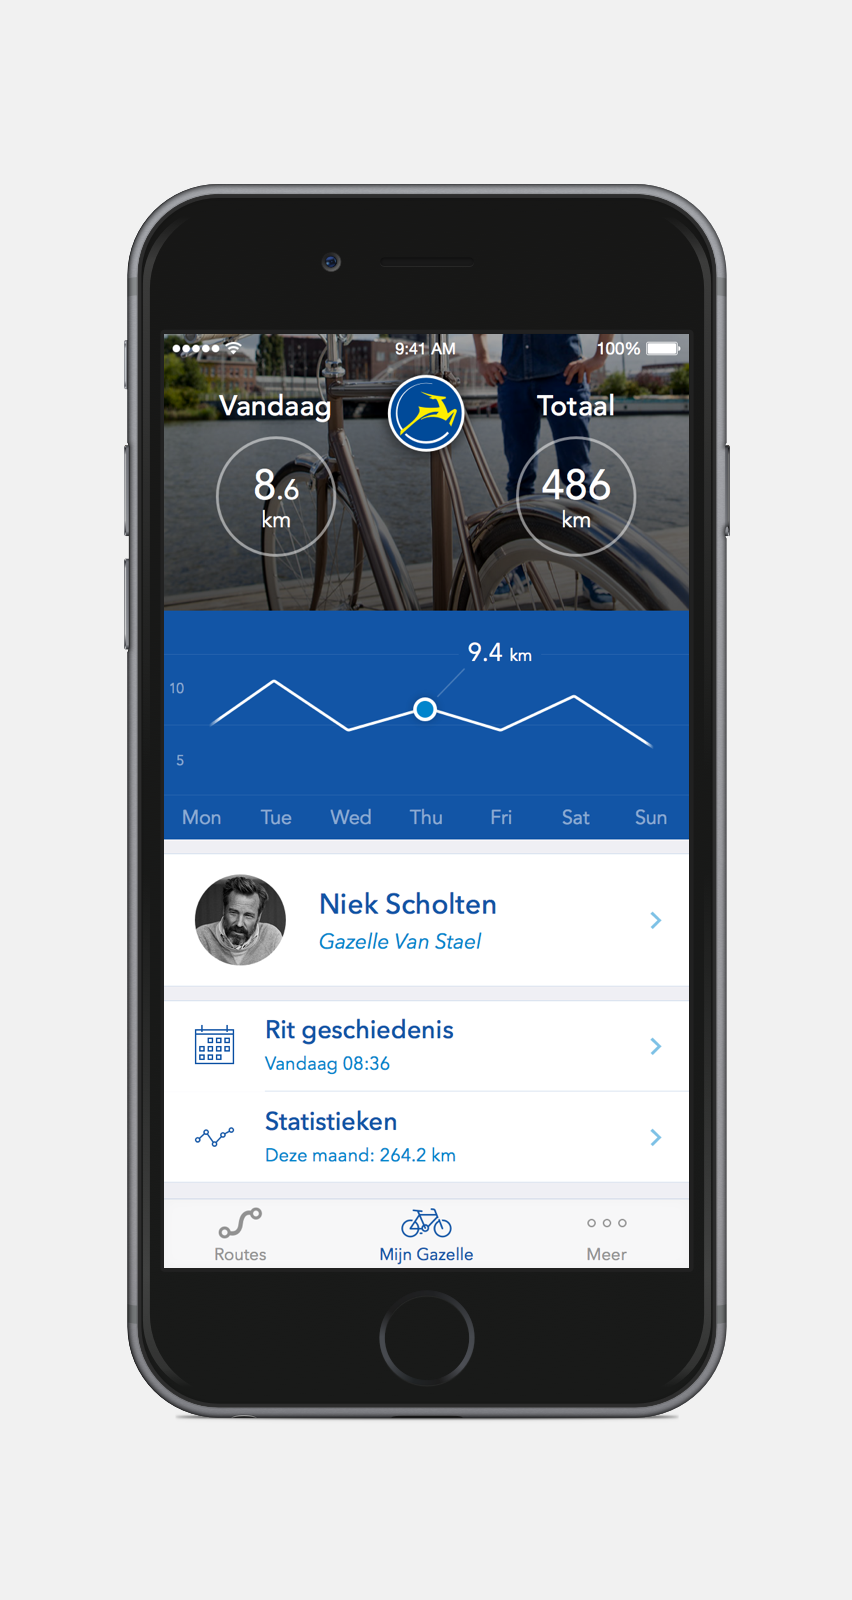 9:41 AM
100%
Vandaag
Totaal
8.6
km
486
km
9.4 km
10
5
Mon Tue Wed Thu Fri Sat Sun
Niek Scholten
Gazelle Van Stael
Rit geschiedenis
Vandaag 08:36
Statistieken
Deze maand: 264.2 km
Routes
Mijn Gazelle
Meer